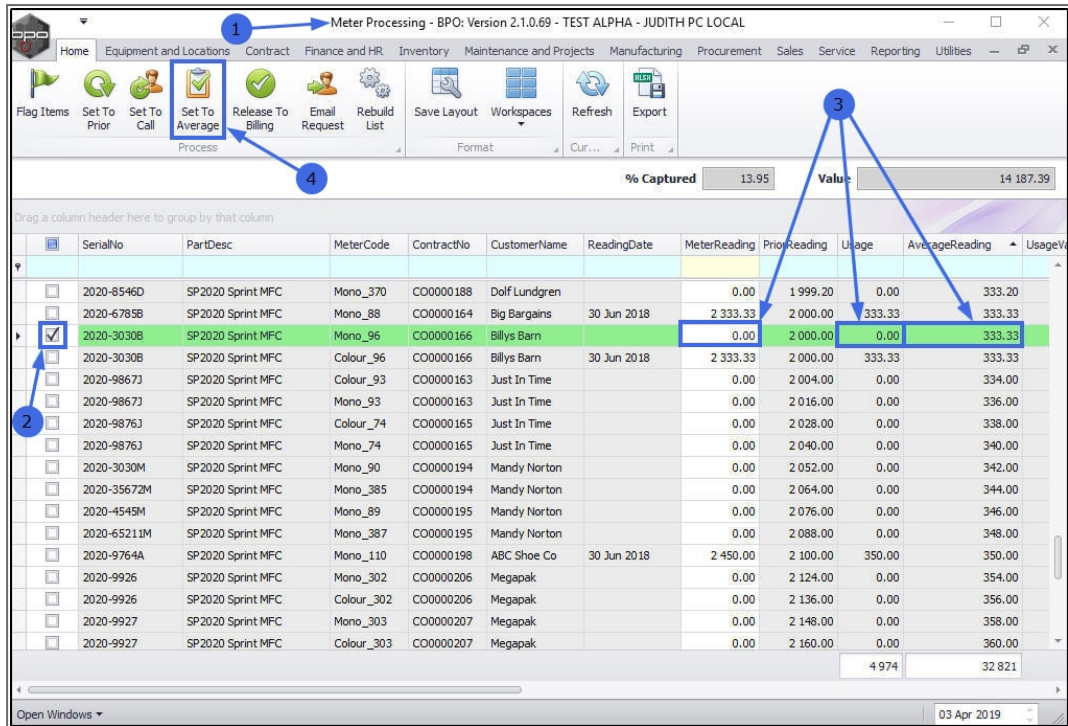 1
Meter Processing - BPO: Version 2.1.0.69 - TEST ALPHA - JUDITH PC LOCAL
bpo
Home Equipment and Locations Contract Finance and HR Inventory Maintenance and Projects Manufacturing Procurement Sales Service Reporting Utilities
Flag Items Set To Prior Set To Call Set To Average Release To Billing Email Request Rebuild List Save Layout Workspaces Refresh XLSX Export
Process Format Cur... Print
3
4
% Captured 13.95 Value 14 187.39
Drag a column header here to group by that column
SerialNo PartDesc MeterCode ContractNo CustomerName ReadingDate MeterReading PriorReading Usage AverageReading UsageVa
2020-8546D SP2020 Sprint MFC Mono_370 CO0000188 Dolf Lundgren 0.00 1 999.20 0.00 333.20
2020-6785B SP2020 Sprint MFC Mono_88 CO0000164 Big Bargains 30 Jun 2018 2 333.33 2 000.00 333.33 333.33
2020-3030B SP2020 Sprint MFC Mono_96 CO0000166 Billys Barn 0.00 2 000.00 0.00 333.33
2020-3030B SP2020 Sprint MFC Colour_96 CO0000166 Billys Barn 30 Jun 2018 2 333.33 2 000.00 333.33 333.33
2020-9867J SP2020 Sprint MFC Colour_93 CO0000163 Just In Time 0.00 2 004.00 0.00 334.00
2020-9867J SP2020 Sprint MFC Mono_93 CO0000163 Just In Time 0.00 2 016.00 0.00 336.00
2
2020-9876J SP2020 Sprint MFC Colour_74 CO0000165 Just In Time 0.00 2 028.00 0.00 338.00
2020-9876J SP2020 Sprint MFC Mono_74 CO0000165 Just In Time 0.00 2 040.00 0.00 340.00
2020-3030M SP2020 Sprint MFC Mono_90 CO0000194 Mandy Norton 0.00 2 052.00 0.00 342.00
2020-35672M SP2020 Sprint MFC Mono_385 CO0000194 Mandy Norton 0.00 2 064.00 0.00 344.00
2020-4545M SP2020 Sprint MFC Mono_89 CO0000195 Mandy Norton 0.00 2 076.00 0.00 346.00
2020-65211M SP2020 Sprint MFC Mono_387 CO0000195 Mandy Norton 0.00 2 088.00 0.00 348.00
2020-9764A SP2020 Sprint MFC Mono_110 CO0000198 ABC Shoe Co 30 Jun 2018 2 450.00 2 100.00 350.00 350.00
2020-9926 SP2020 Sprint MFC Mono_302 CO0000206 Megapak 0.00 2 124.00 0.00 354.00
2020-9926 SP2020 Sprint MFC Colour_302 CO0000206 Megapak 0.00 2 136.00 0.00 356.00
2020-9927 SP2020 Sprint MFC Mono_303 CO0000207 Megapak 0.00 2 148.00 0.00 358.00
2020-9927 SP2020 Sprint MFC Colour_303 CO0000207 Megapak 0.00 2 160.00 0.00 360.00
4 974 32 821
Open Windows 03 Apr 2019